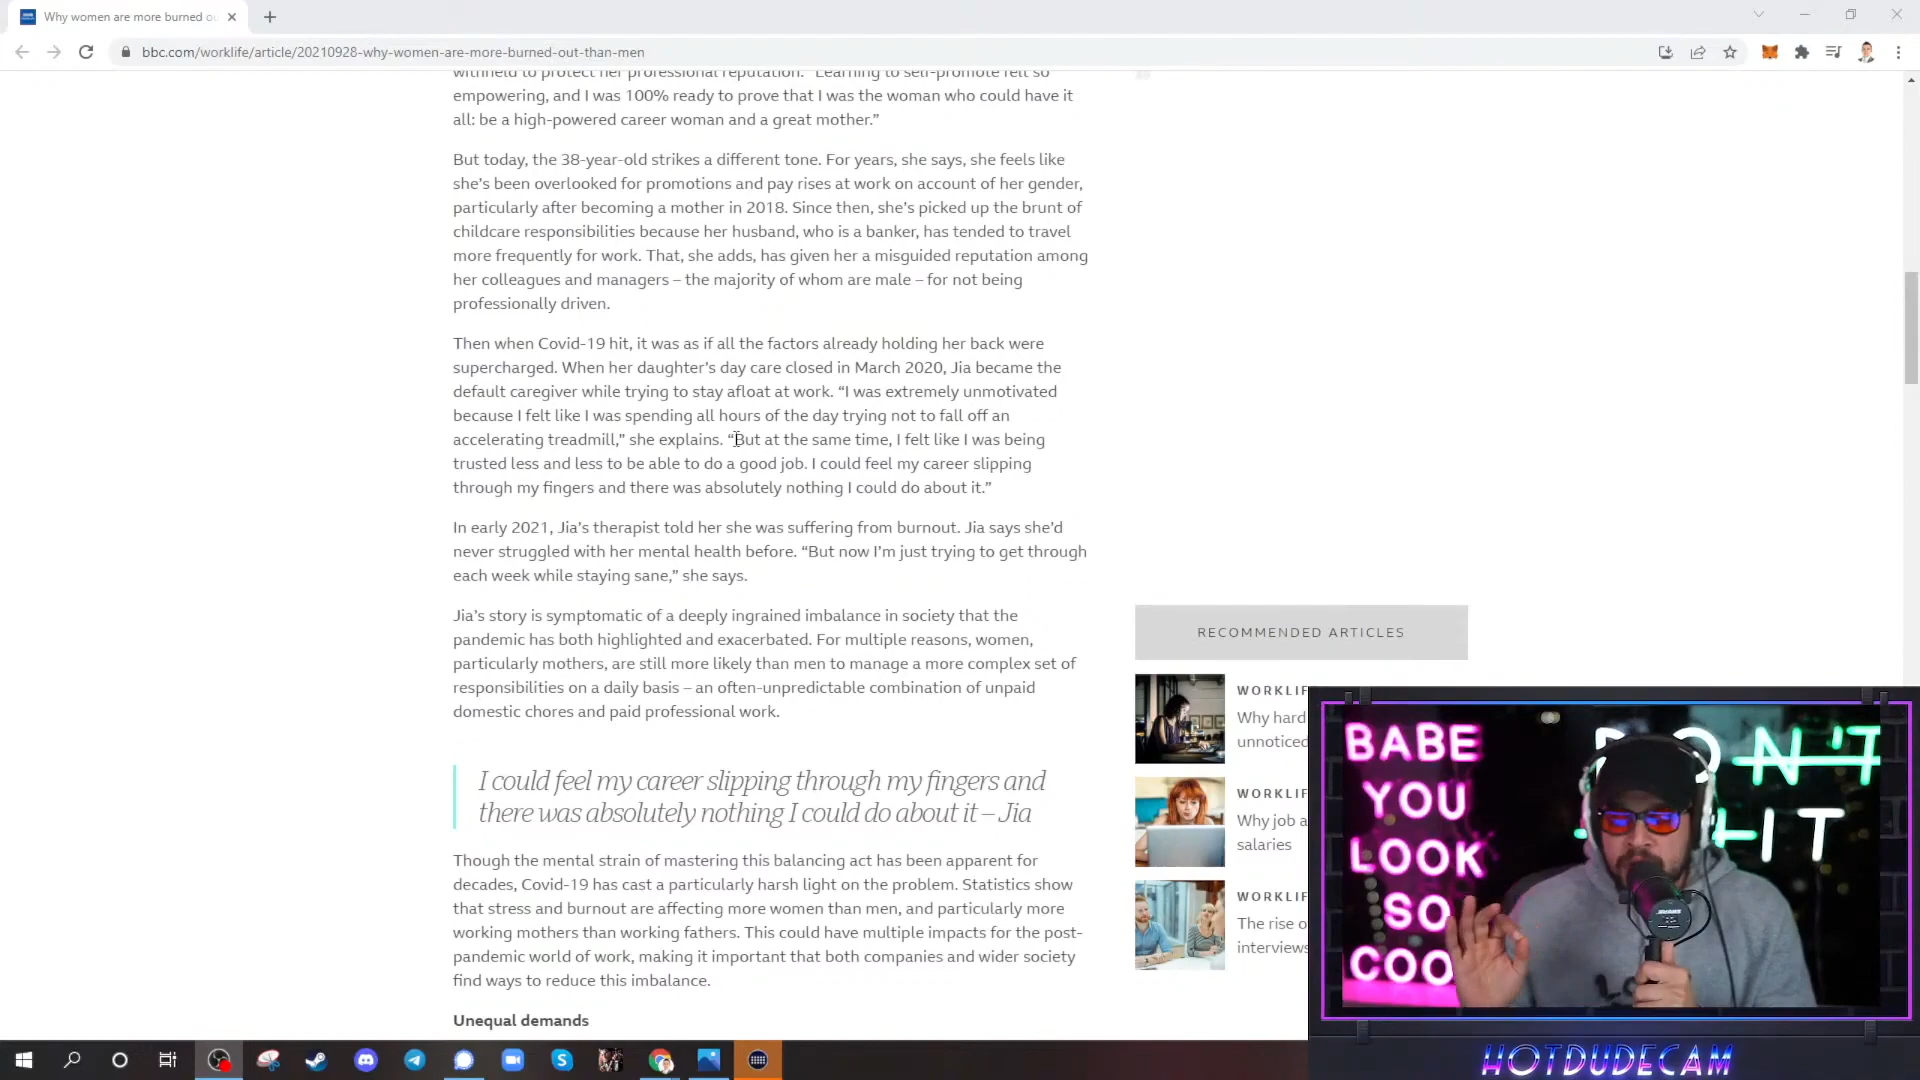 Why women are more burned ou
bbc.com/worklife/article/20210928-why-women-are-more-burned-out-than-men
withheld to protect her professional reputation. “Learning to self-promote felt so
empowering, and I was 100% ready to prove that I was the woman who could have it
all: be a high-powered career woman and a great mother.”
But today, the 38-year-old strikes a different tone. For years, she says, she feels like
she’s been overlooked for promotions and pay rises at work on account of her gender,
particularly after becoming a mother in 2018. Since then, she’s picked up the brunt of
childcare responsibilities because her husband, who is a banker, has tended to travel
more frequently for work. That, she adds, has given her a misguided reputation among
her colleagues and managers – the majority of whom are male – for not being
professionally driven.
Then when Covid-19 hit, it was as if all the factors already holding her back were
supercharged. When her daughter’s day care closed in March 2020, Jia became the
default caregiver while trying to stay afloat at work. “I was extremely unmotivated
because I felt like I was spending all hours of the day trying not to fall off an
accelerating treadmill,” she explains. “But at the same time, I felt like I was being
trusted less and less to be able to do a good job. I could feel my career slipping
through my fingers and there was absolutely nothing I could do about it.”
In early 2021, Jia’s therapist told her she was suffering from burnout. Jia says she’d
never struggled with her mental health before. “But now I’m just trying to get through
each week while staying sane,” she says.
Jia’s story is symptomatic of a deeply ingrained imbalance in society that the
pandemic has both highlighted and exacerbated. For multiple reasons, women,
particularly mothers, are still more likely than men to manage a more complex set of
responsibilities on a daily basis – an often-unpredictable combination of unpaid
domestic chores and paid professional work.
I could feel my career slipping through my fingers and
there was absolutely nothing I could do about it – Jia
Though the mental strain of mastering this balancing act has been apparent for
decades, Covid-19 has cast a particularly harsh light on the problem. Statistics show
that stress and burnout are affecting more women than men, and particularly more
working mothers than working fathers. This could have multiple impacts for the post-
pandemic world of work, making it important that both companies and wider society
find ways to reduce this imbalance.
Unequal demands
RECOMMENDED ARTICLES
WORKLIF
Why hard
unnoticed
WORKLIF
Why job a
salaries
WORKLIF
The rise o
interviews
BABE
YOU
LOOK
SO
COO
DON'T
HIT
HOTDUDECAM